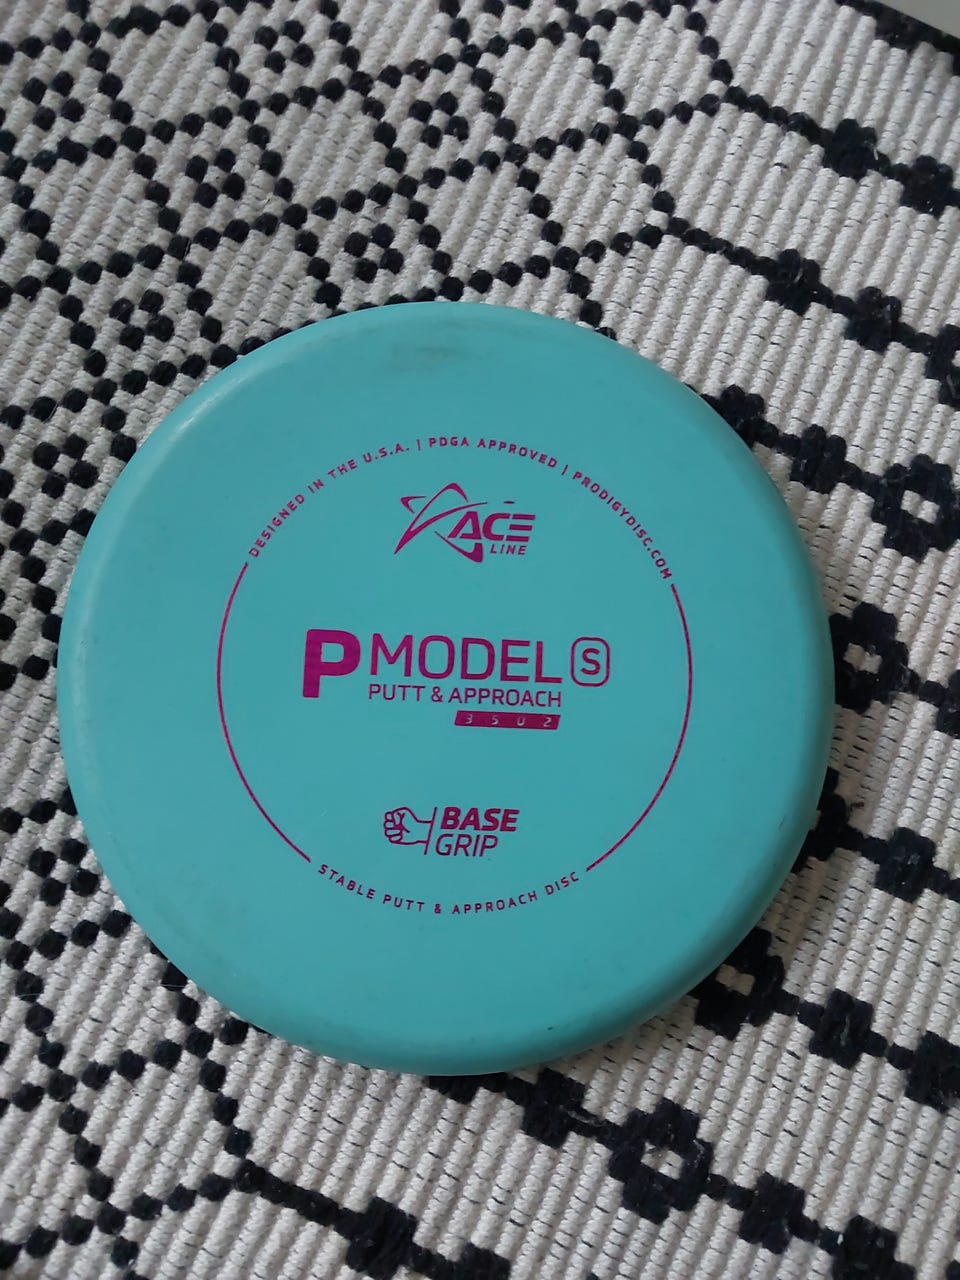 DESIGNED IN THE U.S.A. | PDGA APPROVED | PRODIGYDISC.COM
ACE
LINE
P MODEL S
PUTT & APPROACH
3 5 0 2
BASE
GRIP
STABLE PUTT & APPROACH DISC